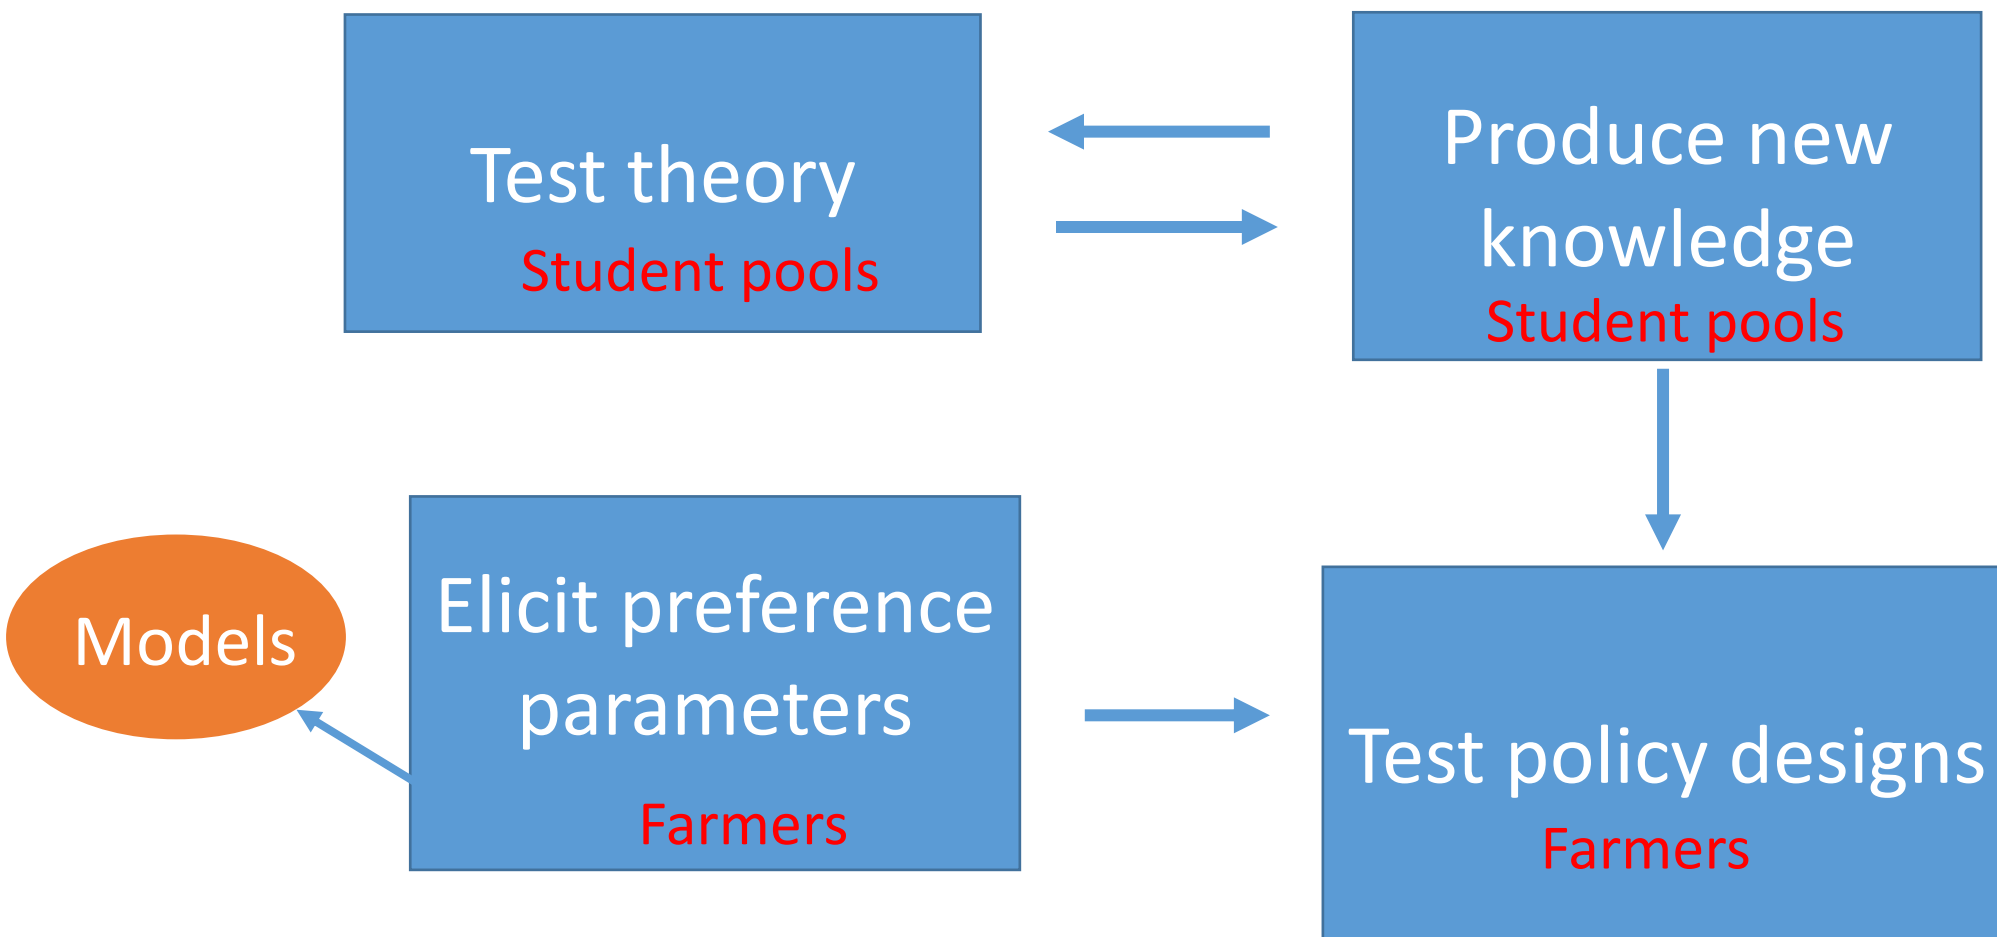 Test theory
Student pools
Produce new
knowledge
Student pools
Models
Elicit preference
parameters
Farmers
Test policy designs
Farmers